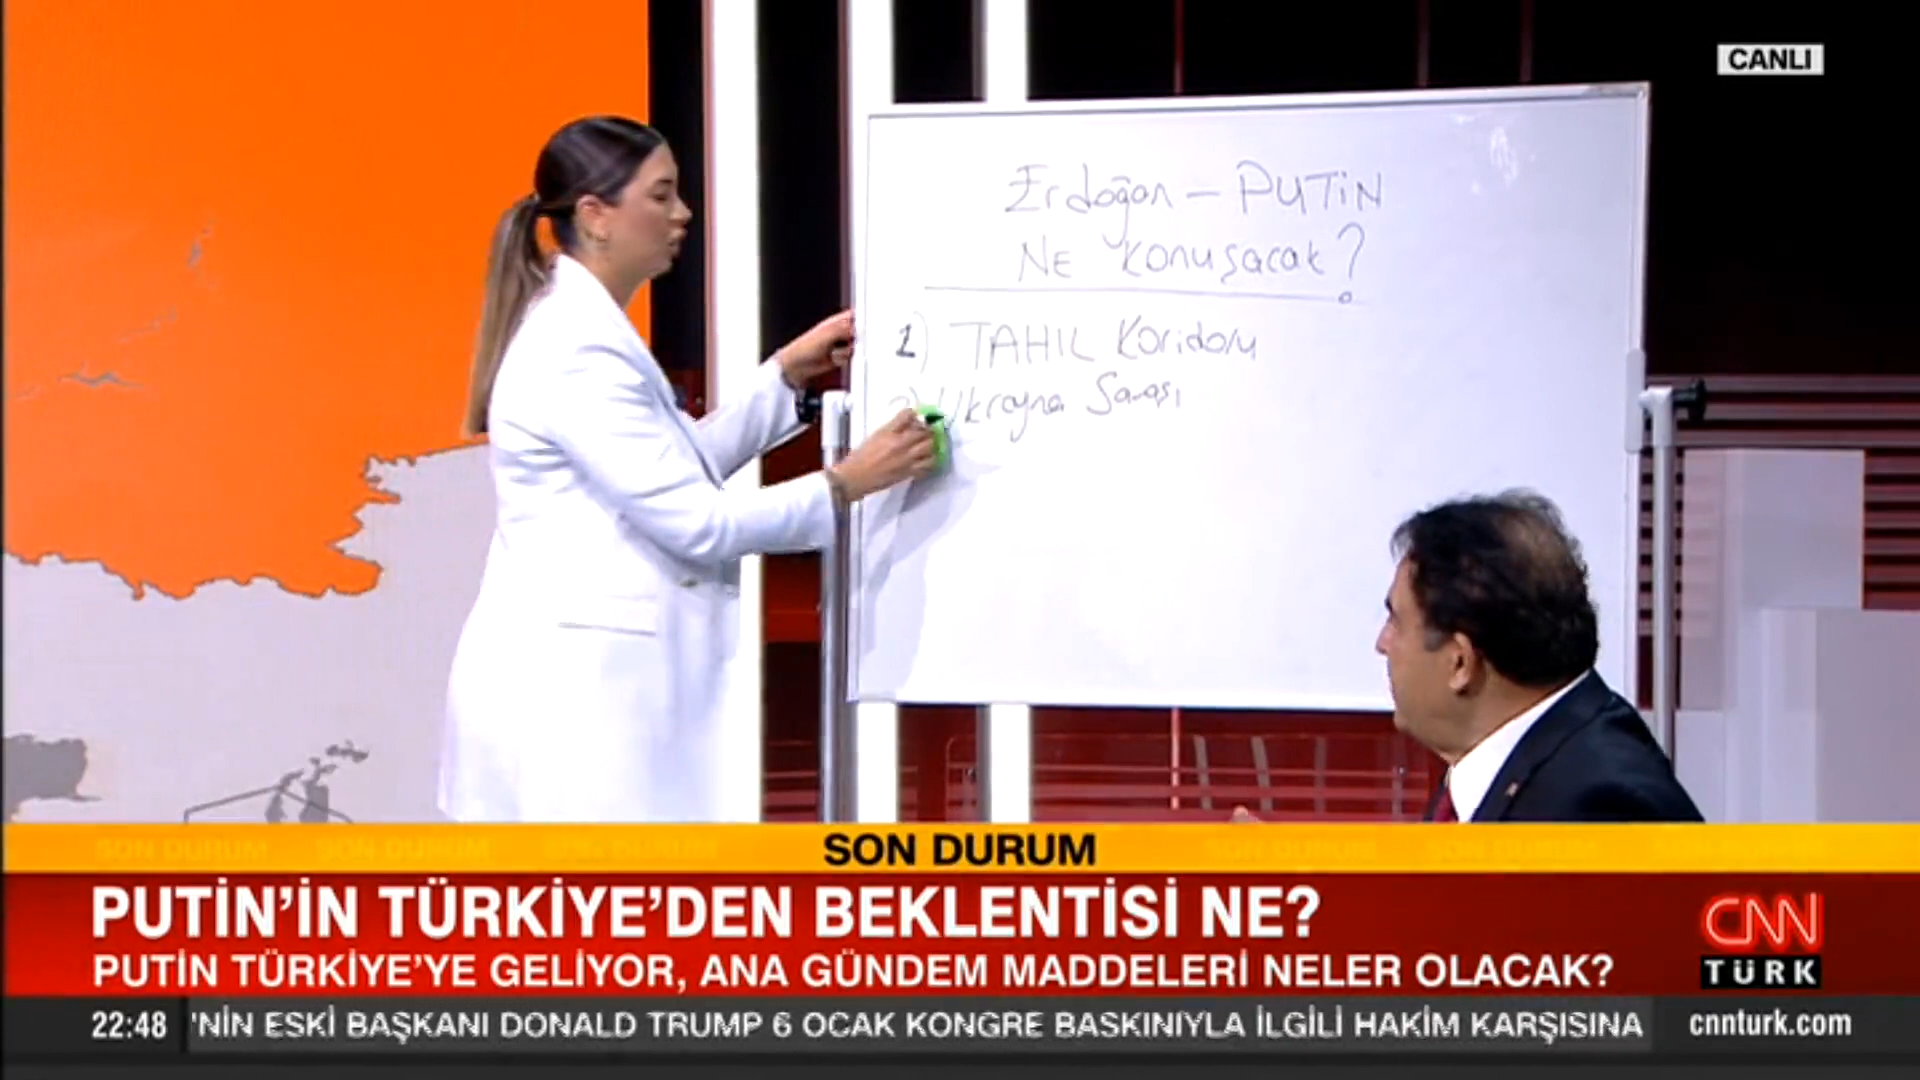 CANLI
Erdoğan – PUTİN
NE konuşacak?
1) TAHIL Koridoru
2) Ukrayna Savaşı
SON DURUM
PUTİN’İN TÜRKİYE’DEN BEKLENTİSİ NE?
PUTİN TÜRKİYE’YE GELİYOR, ANA GÜNDEM MADDELERİ NELER OLACAK?
CNN
TÜRK
22:48 'NİN ESKİ BAŞKANI DONALD TRUMP 6 OCAK KONGRE BASKINIYLA İLGİLİ HAKİM KARŞISINA cnnturk.com